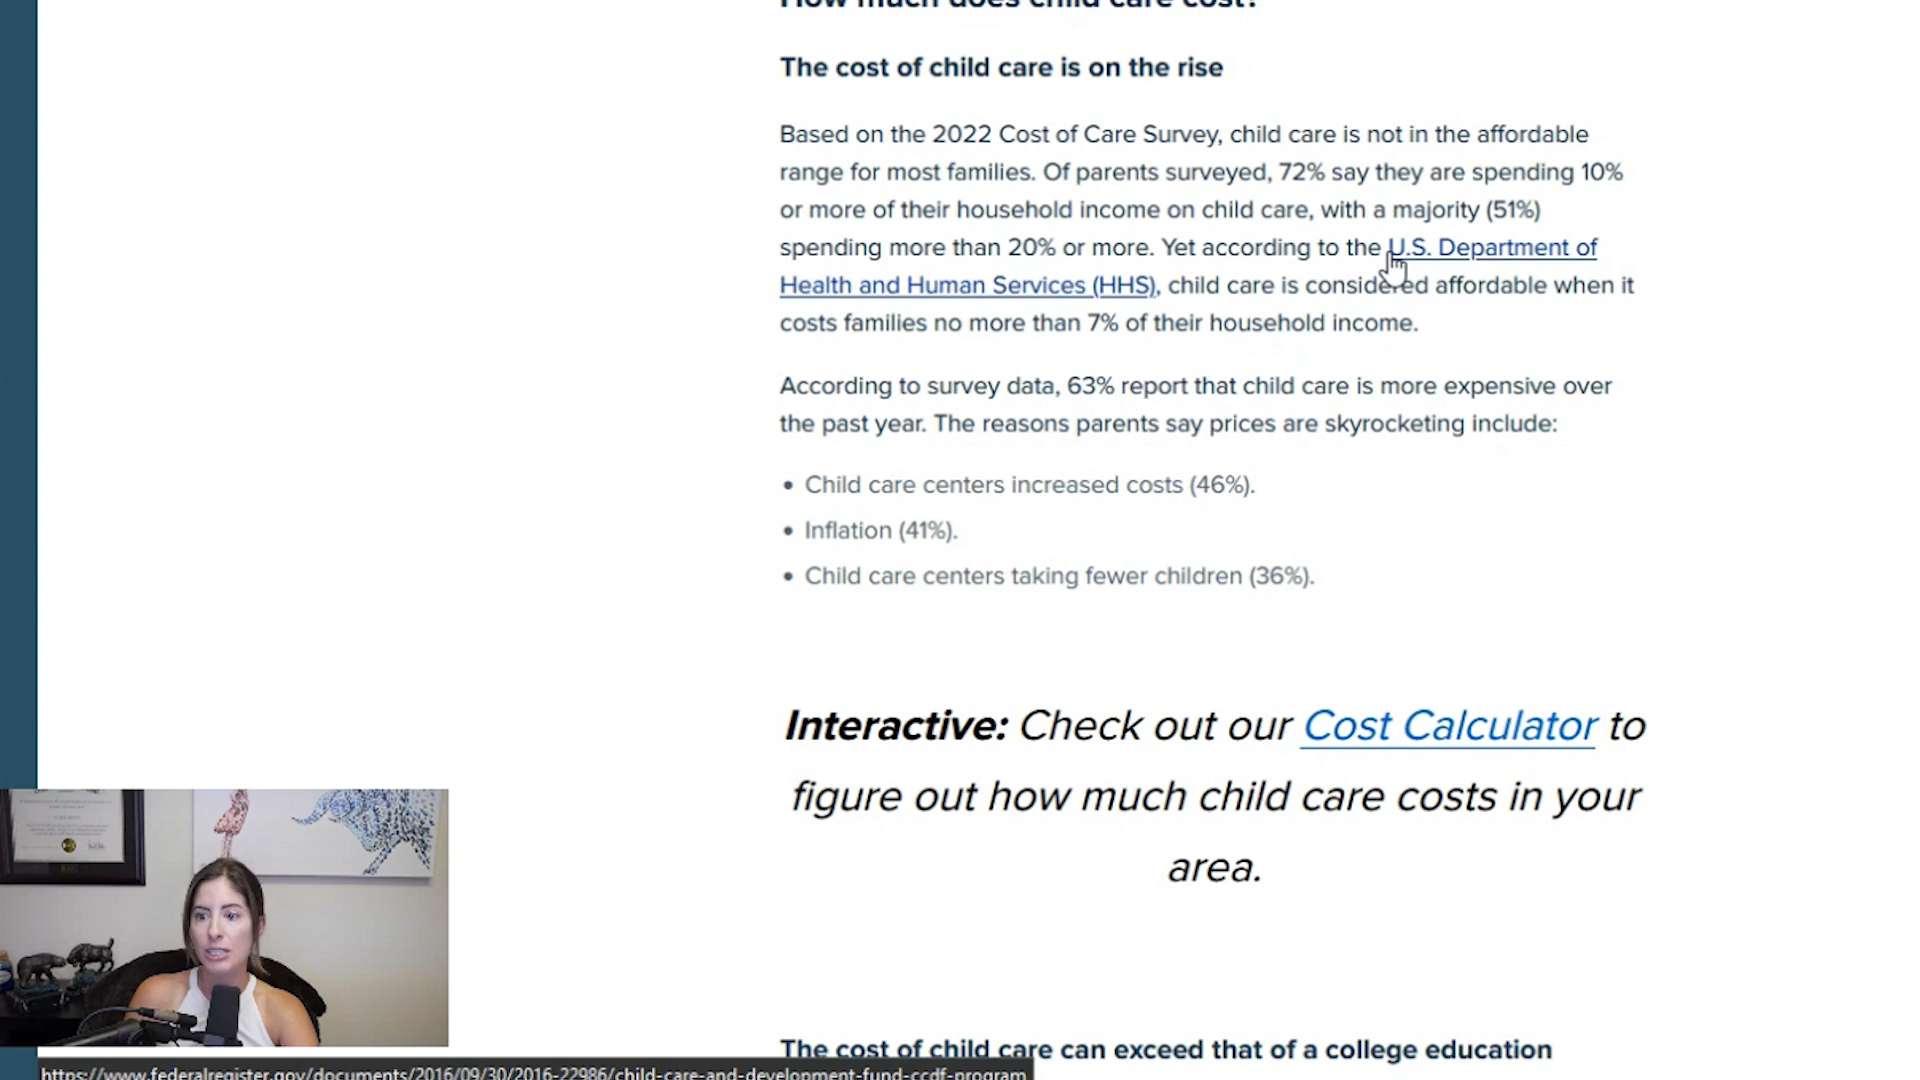 How much does child care cost?
The cost of child care is on the rise
Based on the 2022 Cost of Care Survey, child care is not in the affordable
range for most families. Of parents surveyed, 72% say they are spending 10%
or more of their household income on child care, with a majority (51%)
spending more than 20% or more. Yet according to the U.S. Department of
Health and Human Services (HHS), child care is considered affordable when it
costs families no more than 7% of their household income.
According to survey data, 63% report that child care is more expensive over
the past year. The reasons parents say prices are skyrocketing include:
• Child care centers increased costs (46%).
• Inflation (41%).
• Child care centers taking fewer children (36%).
Interactive: Check out our Cost Calculator to
figure out how much child care costs in your
area.
The cost of child care can exceed that of a college education
https://www.federalregister.gov/documents/2016/09/30/2016-22986/child-care-and-development-fund-ccdf-program